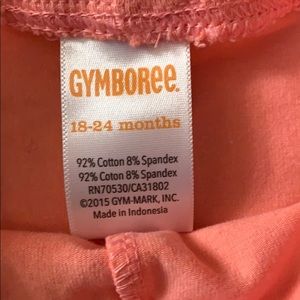 GYMBOREE.
18-24 months
92% Cotton 8% Spandex
92% Coton 8% Spandex
RN70530/CA31802
©2015 GYM-MARK, INC.
Made in Indonesia